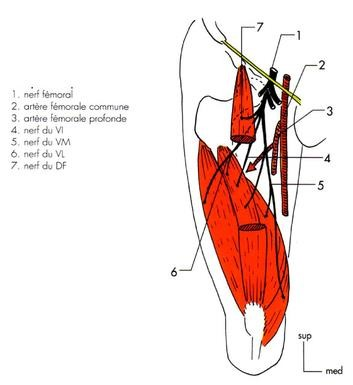 7
1
2
3
4
5
6
1. nerf fémoral
2. artère fémorale commune
3. artère fémorale profonde
4. nerf du VI
5. nerf du VM
6. nerf du VL
7. nerf du DF
sup
med